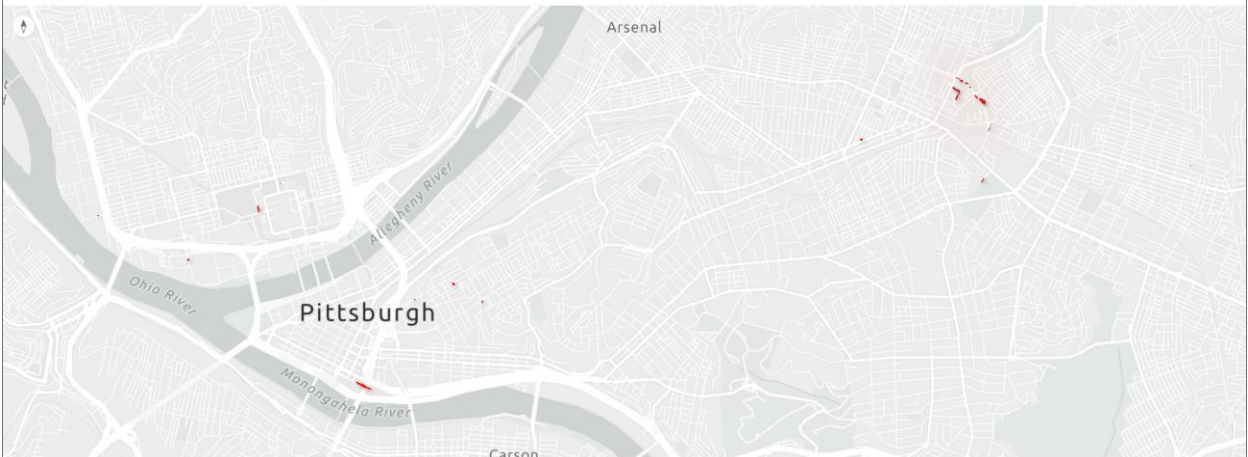 Arsenal
Allegheny River
Ohio River
Pittsburgh
Monongahela River
Carson